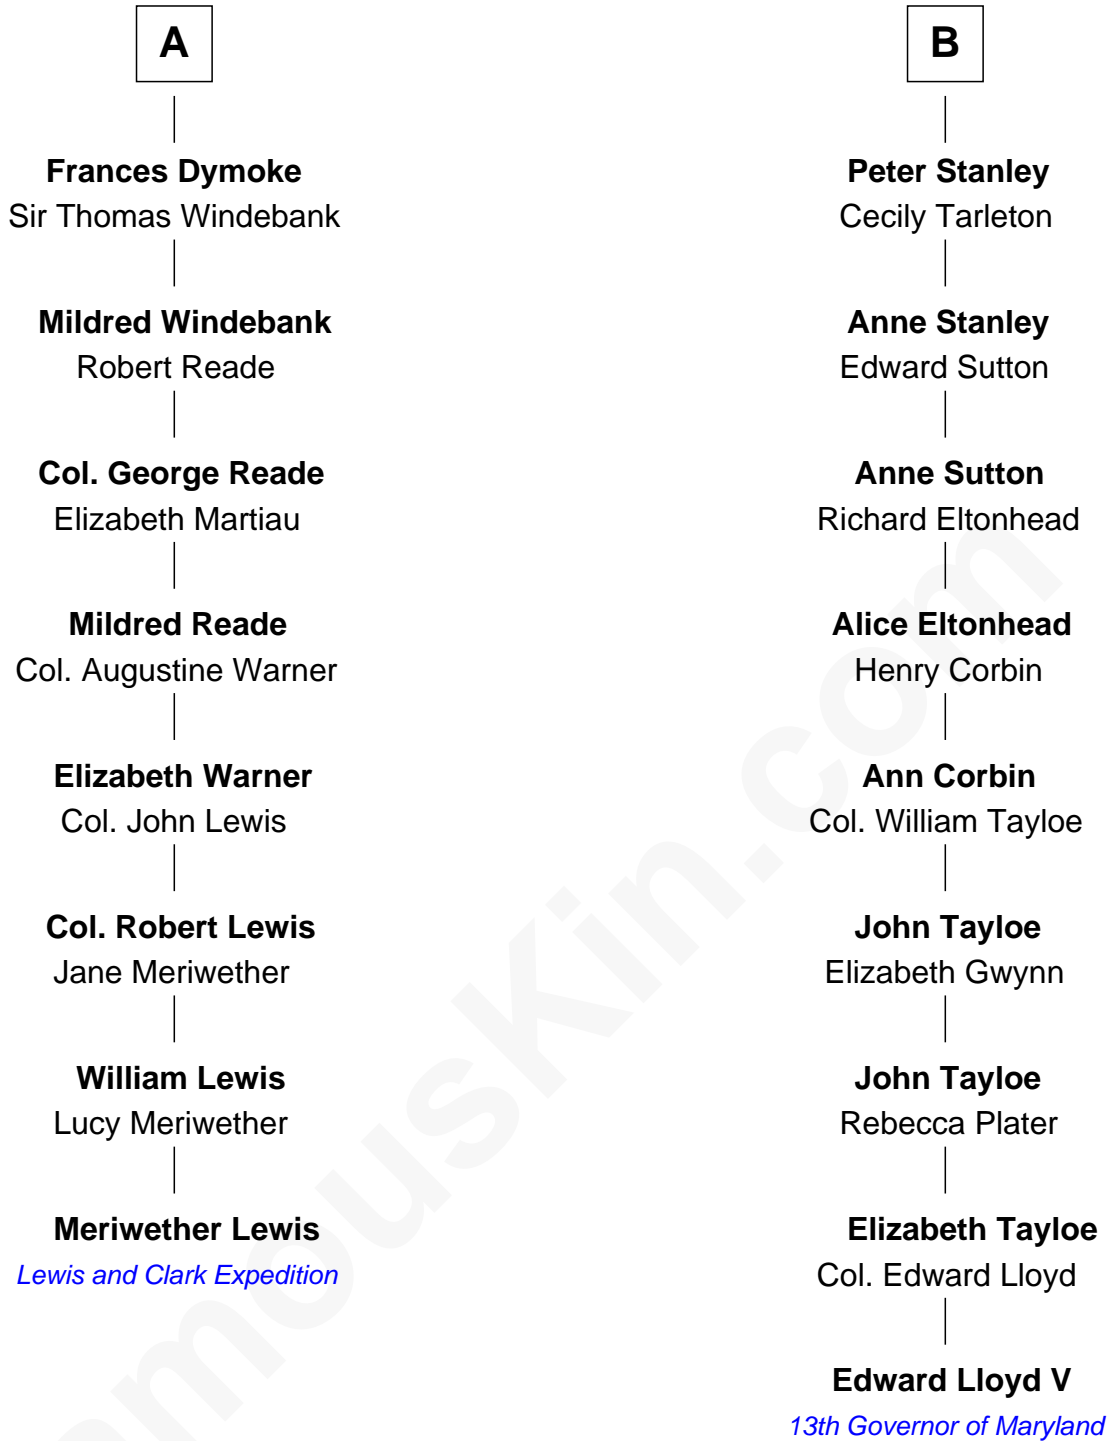 A
Frances Dymoke
Sir Thomas Windebank
Mildred Windebank
Robert Reade
Col. George Reade
Elizabeth Martiau
Mildred Reade
Col. Augustine Warner
Elizabeth Warner
Col. John Lewis
Col. Robert Lewis
Jane Meriwether
William Lewis
Lucy Meriwether
Meriwether Lewis
Lewis and Clark Expedition
B
Peter Stanley
Cecily Tarleton
Anne Stanley
Edward Sutton
Anne Sutton
Richard Eltonhead
Alice Eltonhead
Henry Corbin
Ann Corbin
Col. William Tayloe
John Tayloe
Elizabeth Gwynn
John Tayloe
Rebecca Plater
Elizabeth Tayloe
Col. Edward Lloyd
Edward Lloyd V
13th Governor of Maryland
amouskin.com